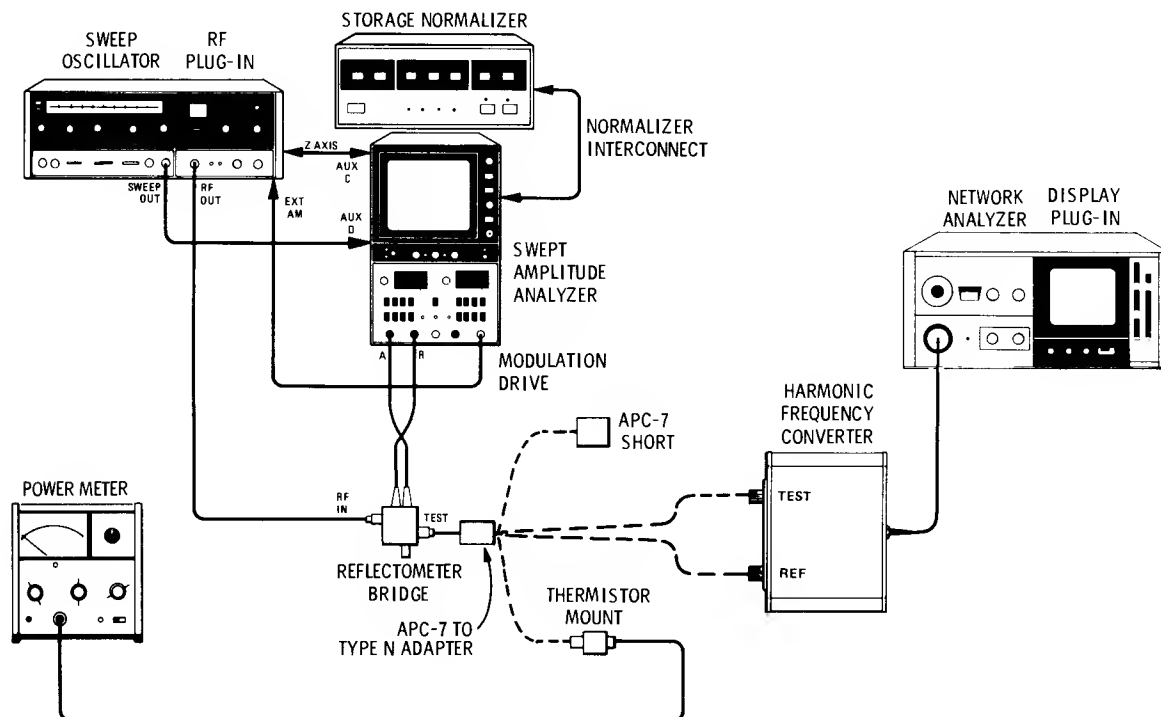 STORAGE NORMALIZER
SWEEP
OSCILLATOR
RF
PLUG-IN
NORMALIZER
INTERCONNECT
Z AXIS
AUX
C
SWEEP
OUT
RF
OUT
EXT
AM
AUX
D
SWEPT
AMPLITUDE
ANALYZER
NETWORK
ANALYZER
DISPLAY
PLUG-IN
A
R
MODULATION
DRIVE
HARMONIC
FREQUENCY
CONVERTER
APC-7
SHORT
POWER METER
RF
IN
TEST
TEST
REF
REFLECTOMETER
BRIDGE
APC-7 TO
TYPE N ADAPTER
THERMISTOR
MOUNT